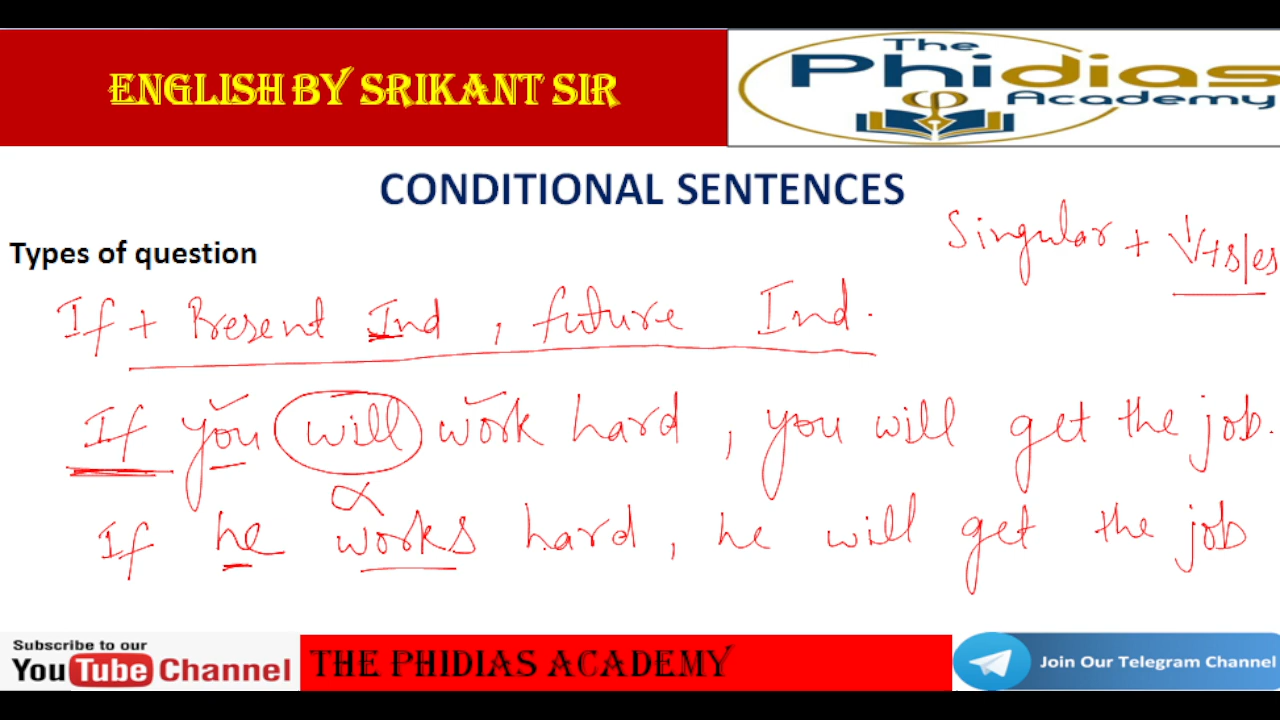 ENGLISH BY SRIKANT SIR
The
Phidias
Academy
CONDITIONAL SENTENCES
Singular + V1+s/es
Types of question
If + Present Ind , future Ind.
If you will work hard , you will get the job.
If he works hard , he will get the job
Subscribe to our
YouTube Channel
THE PHIDIAS ACADEMY
Join Our Telegram Channel